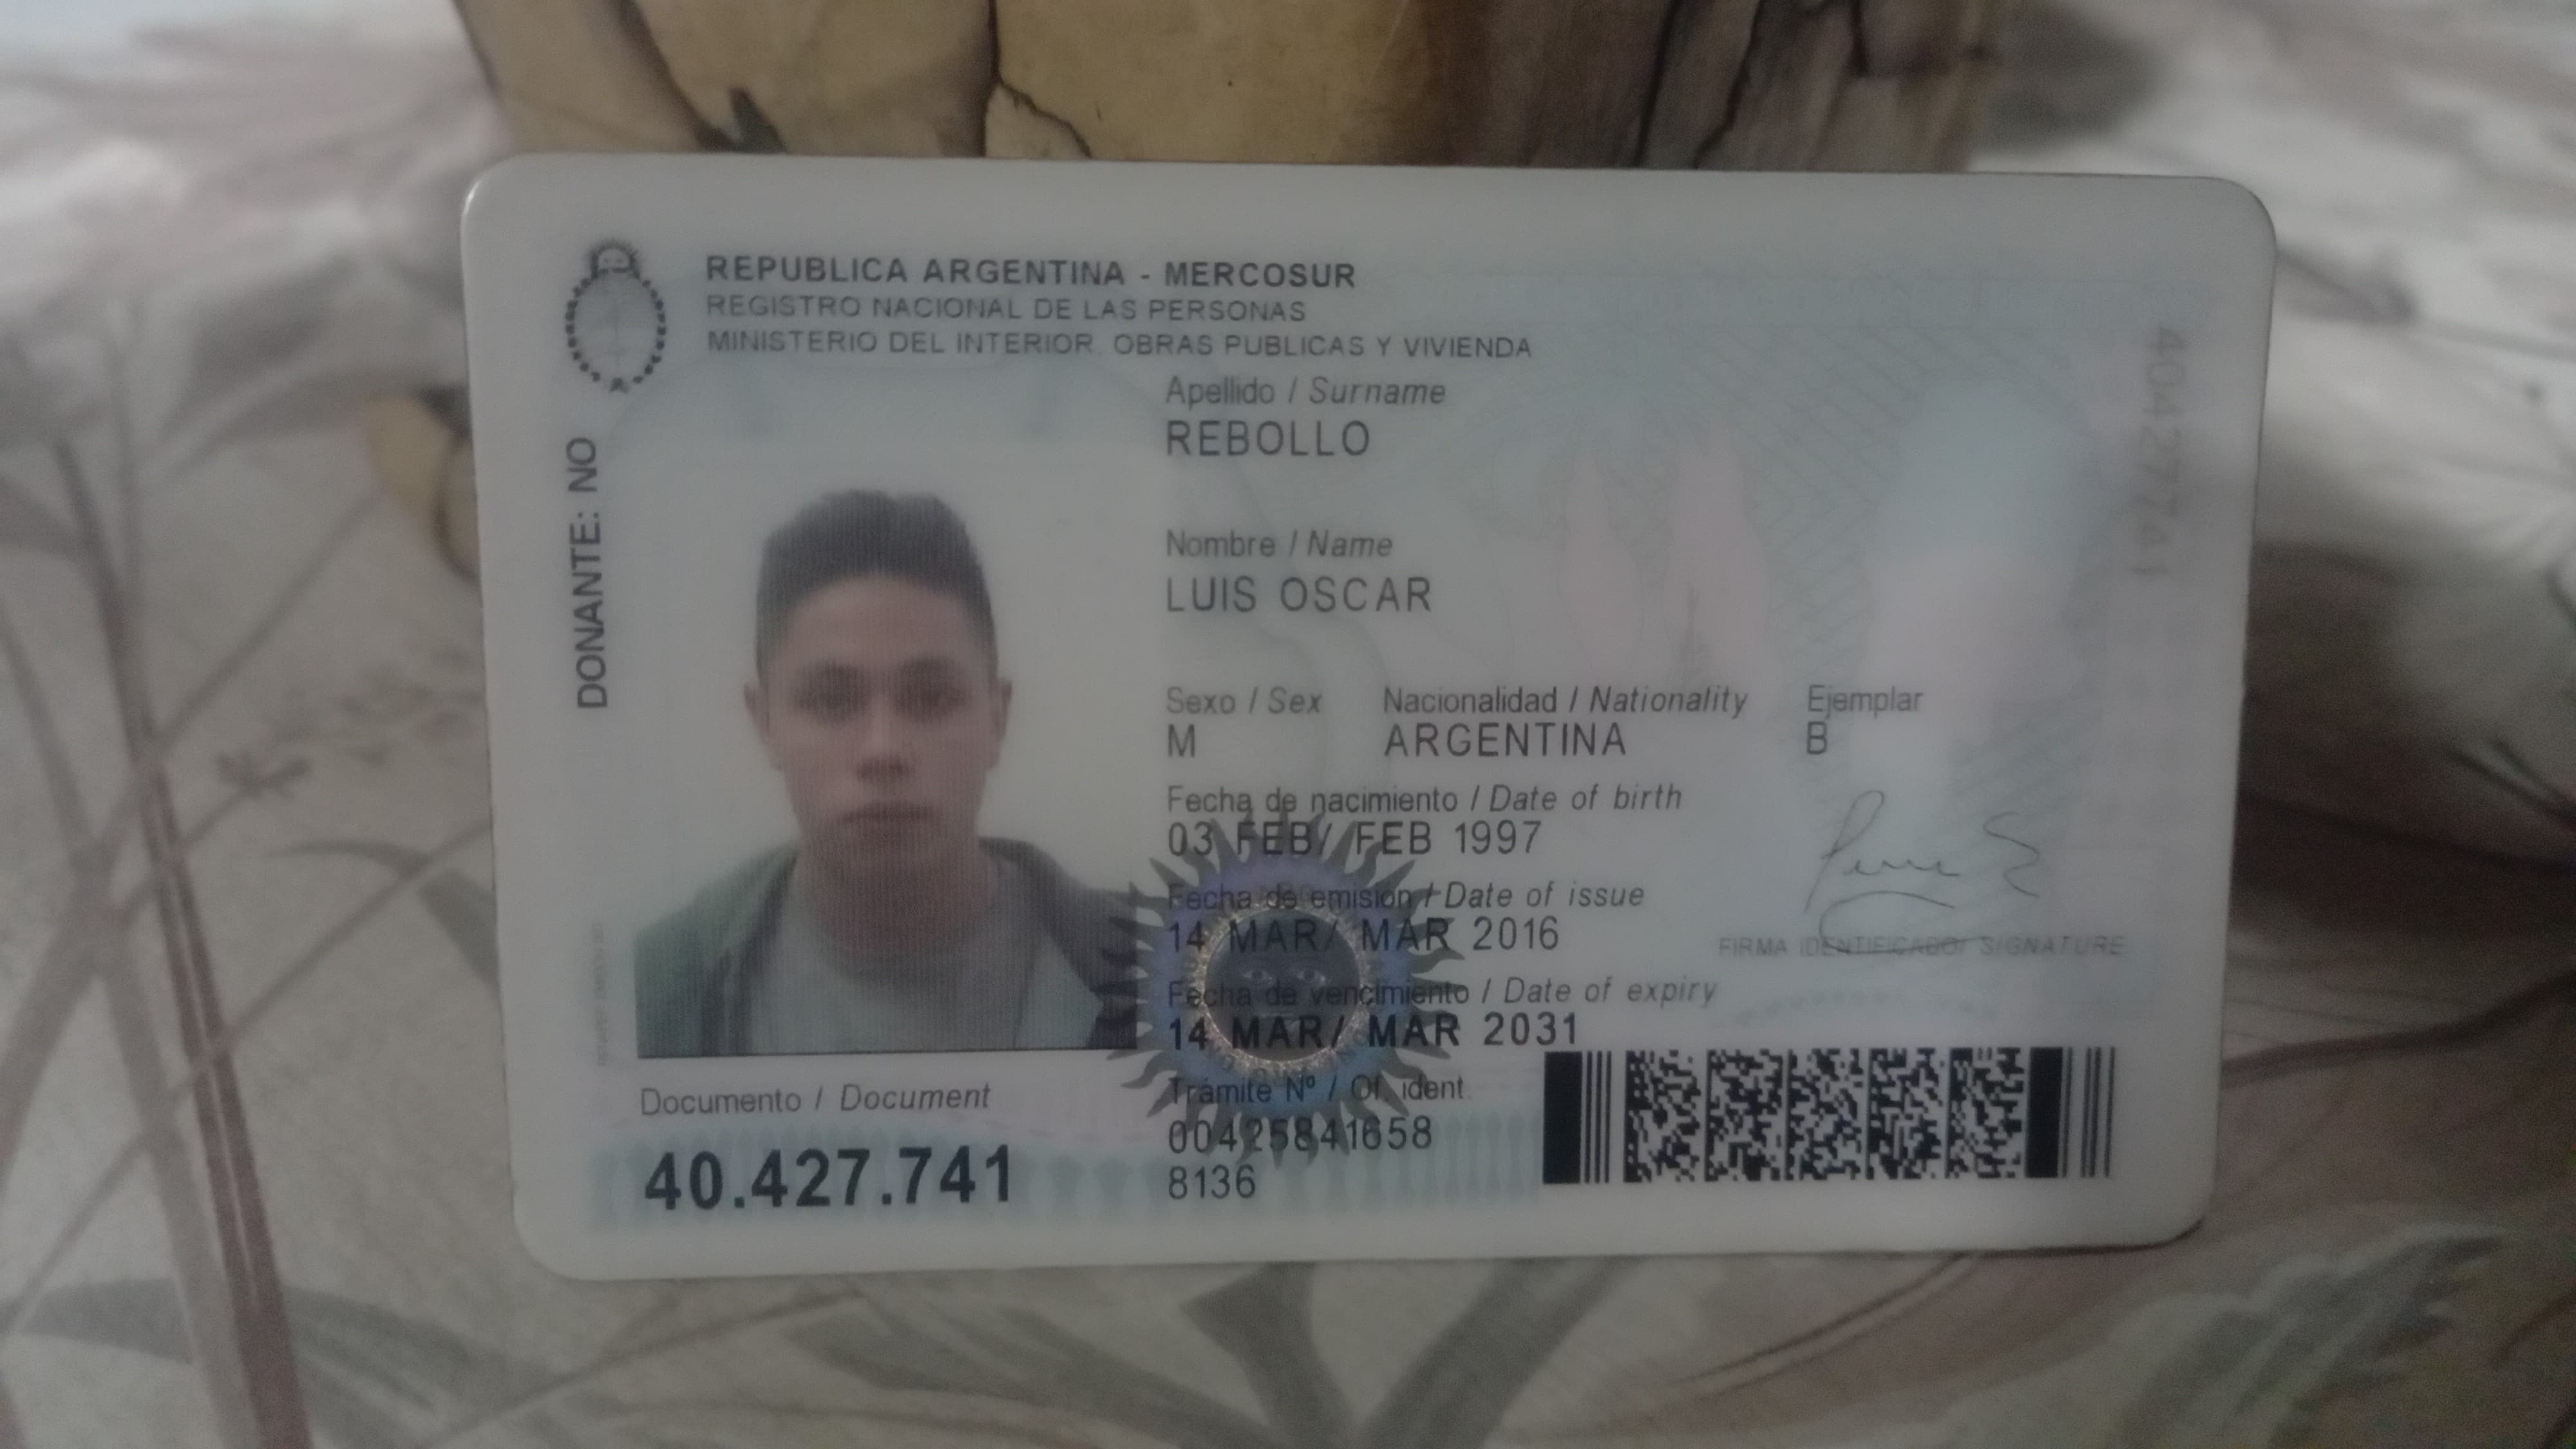 REPUBLICA ARGENTINA - MERCOSUR
REGISTRO NACIONAL DE LAS PERSONAS
MINISTERIO DEL INTERIOR, OBRAS PUBLICAS Y VIVIENDA
Apellido / Surname
REBOLLO
Nombre / Name
LUIS OSCAR
Sexo / Sex Nacionalidad / Nationality Ejemplar
M ARGENTINA B
Fecha de nacimiento / Date of birth
03 FEB/ FEB 1997
Fecha de emisión / Date of issue
14 MAR/ MAR 2016
FIRMA IDENTIFICADO/ SIGNATURE
Fecha de vencimiento / Date of expiry
14 MAR/ MAR 2031
Trámite Nº / Of. ident.
00425841658
8136
Documento / Document
40.427.741
DONANTE: NO
40427741